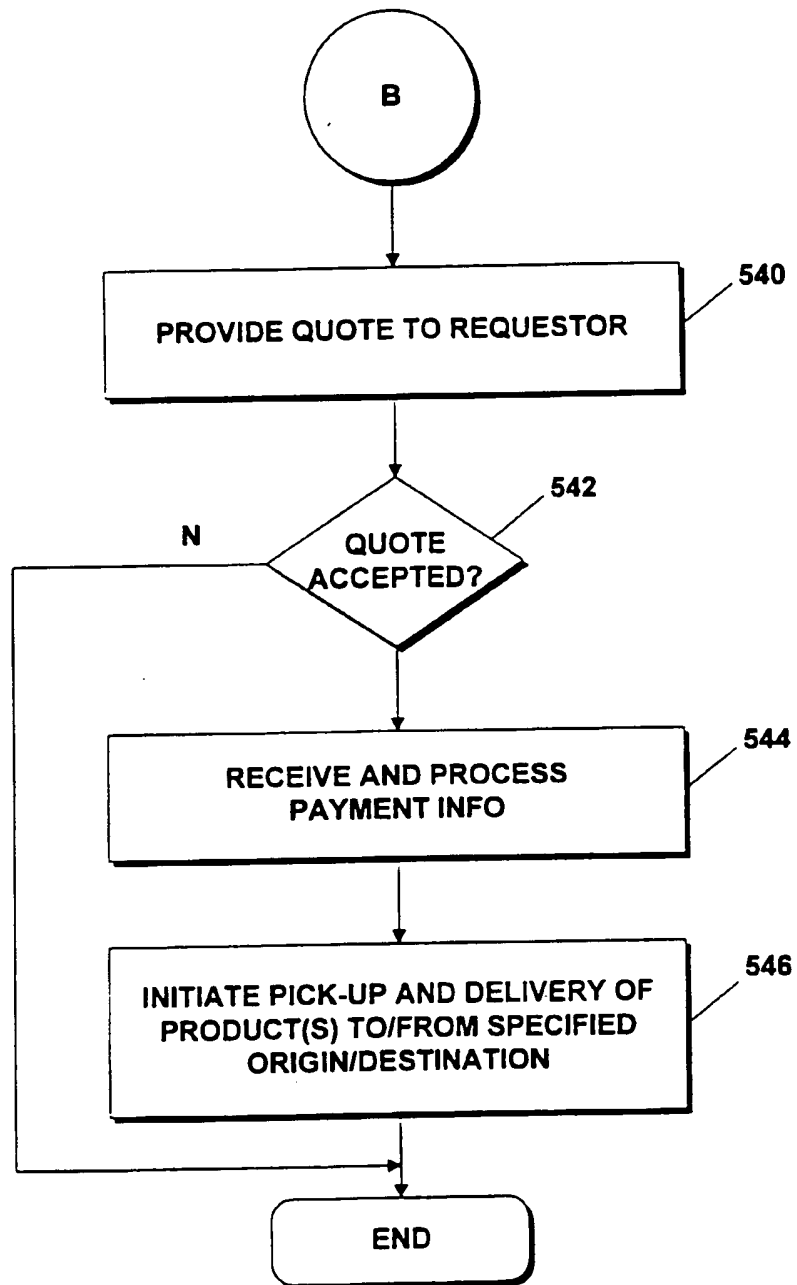 B
540
PROVIDE QUOTE TO REQUESTOR
542
N
QUOTE
ACCEPTED?
544
RECEIVE AND PROCESS
PAYMENT INFO
546
INITIATE PICK-UP AND DELIVERY OF
PRODUCT(S) TO/FROM SPECIFIED
ORIGIN/DESTINATION
END